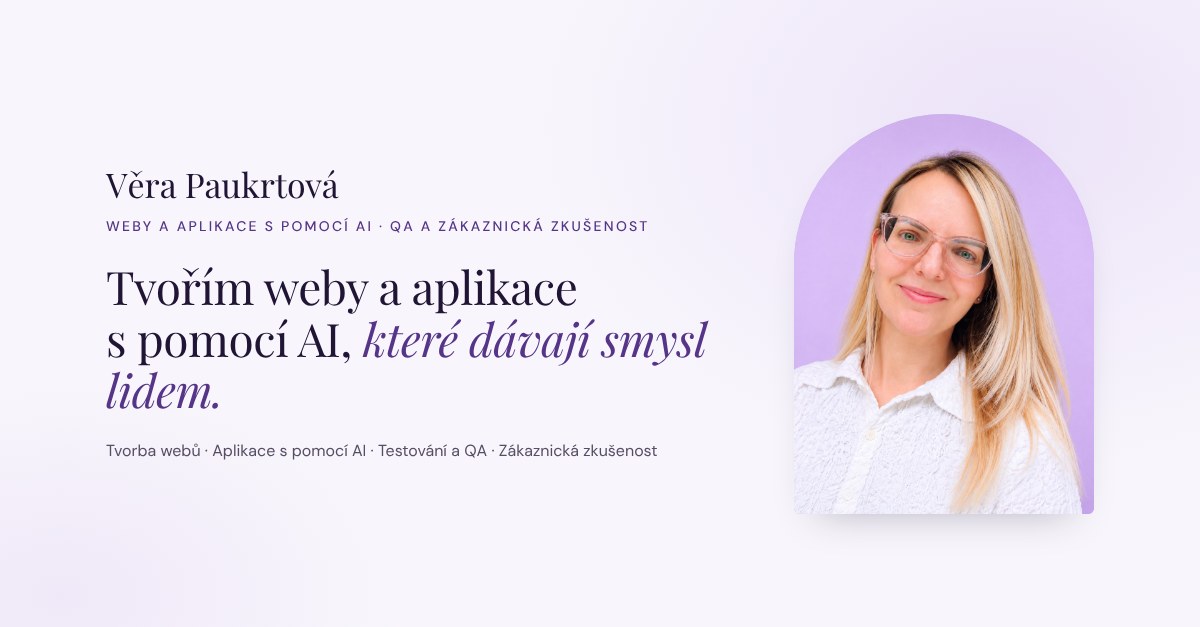 Věra Paukrtová
WEBY A APLIKACE S POMOCÍ AI · QA A ZÁKAZNICKÁ ZKUŠENOST
Tvořím weby a aplikace
s pomocí AI, které dávají smysl
lidem.
Tvorba webů · Aplikace s pomocí AI · Testování a QA · Zákaznická zkušenost